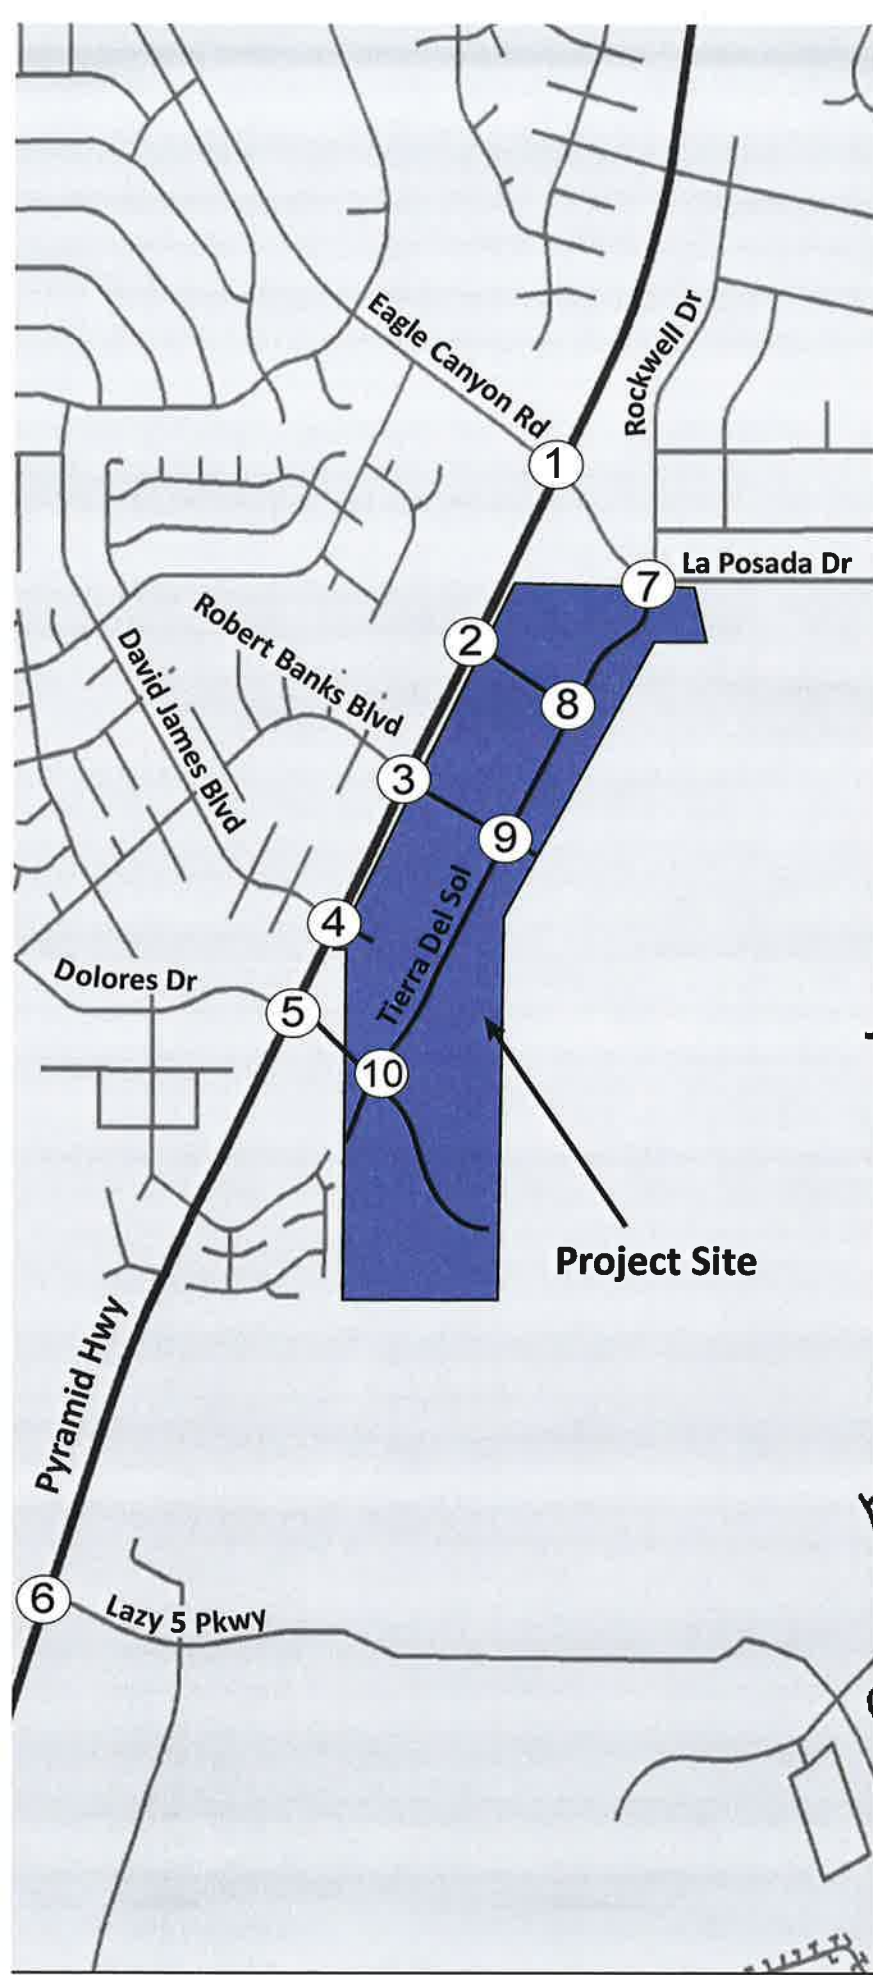 Eagle Canyon Rd
Rockwell Dr
1
La Posada Dr
7
Robert Banks Blvd
2
David James Blvd
8
3
9
4
Tierra Del Sol
Dolores Dr
5
10
Project Site
Pyramid Hwy
6
Lazy 5 Pkwy